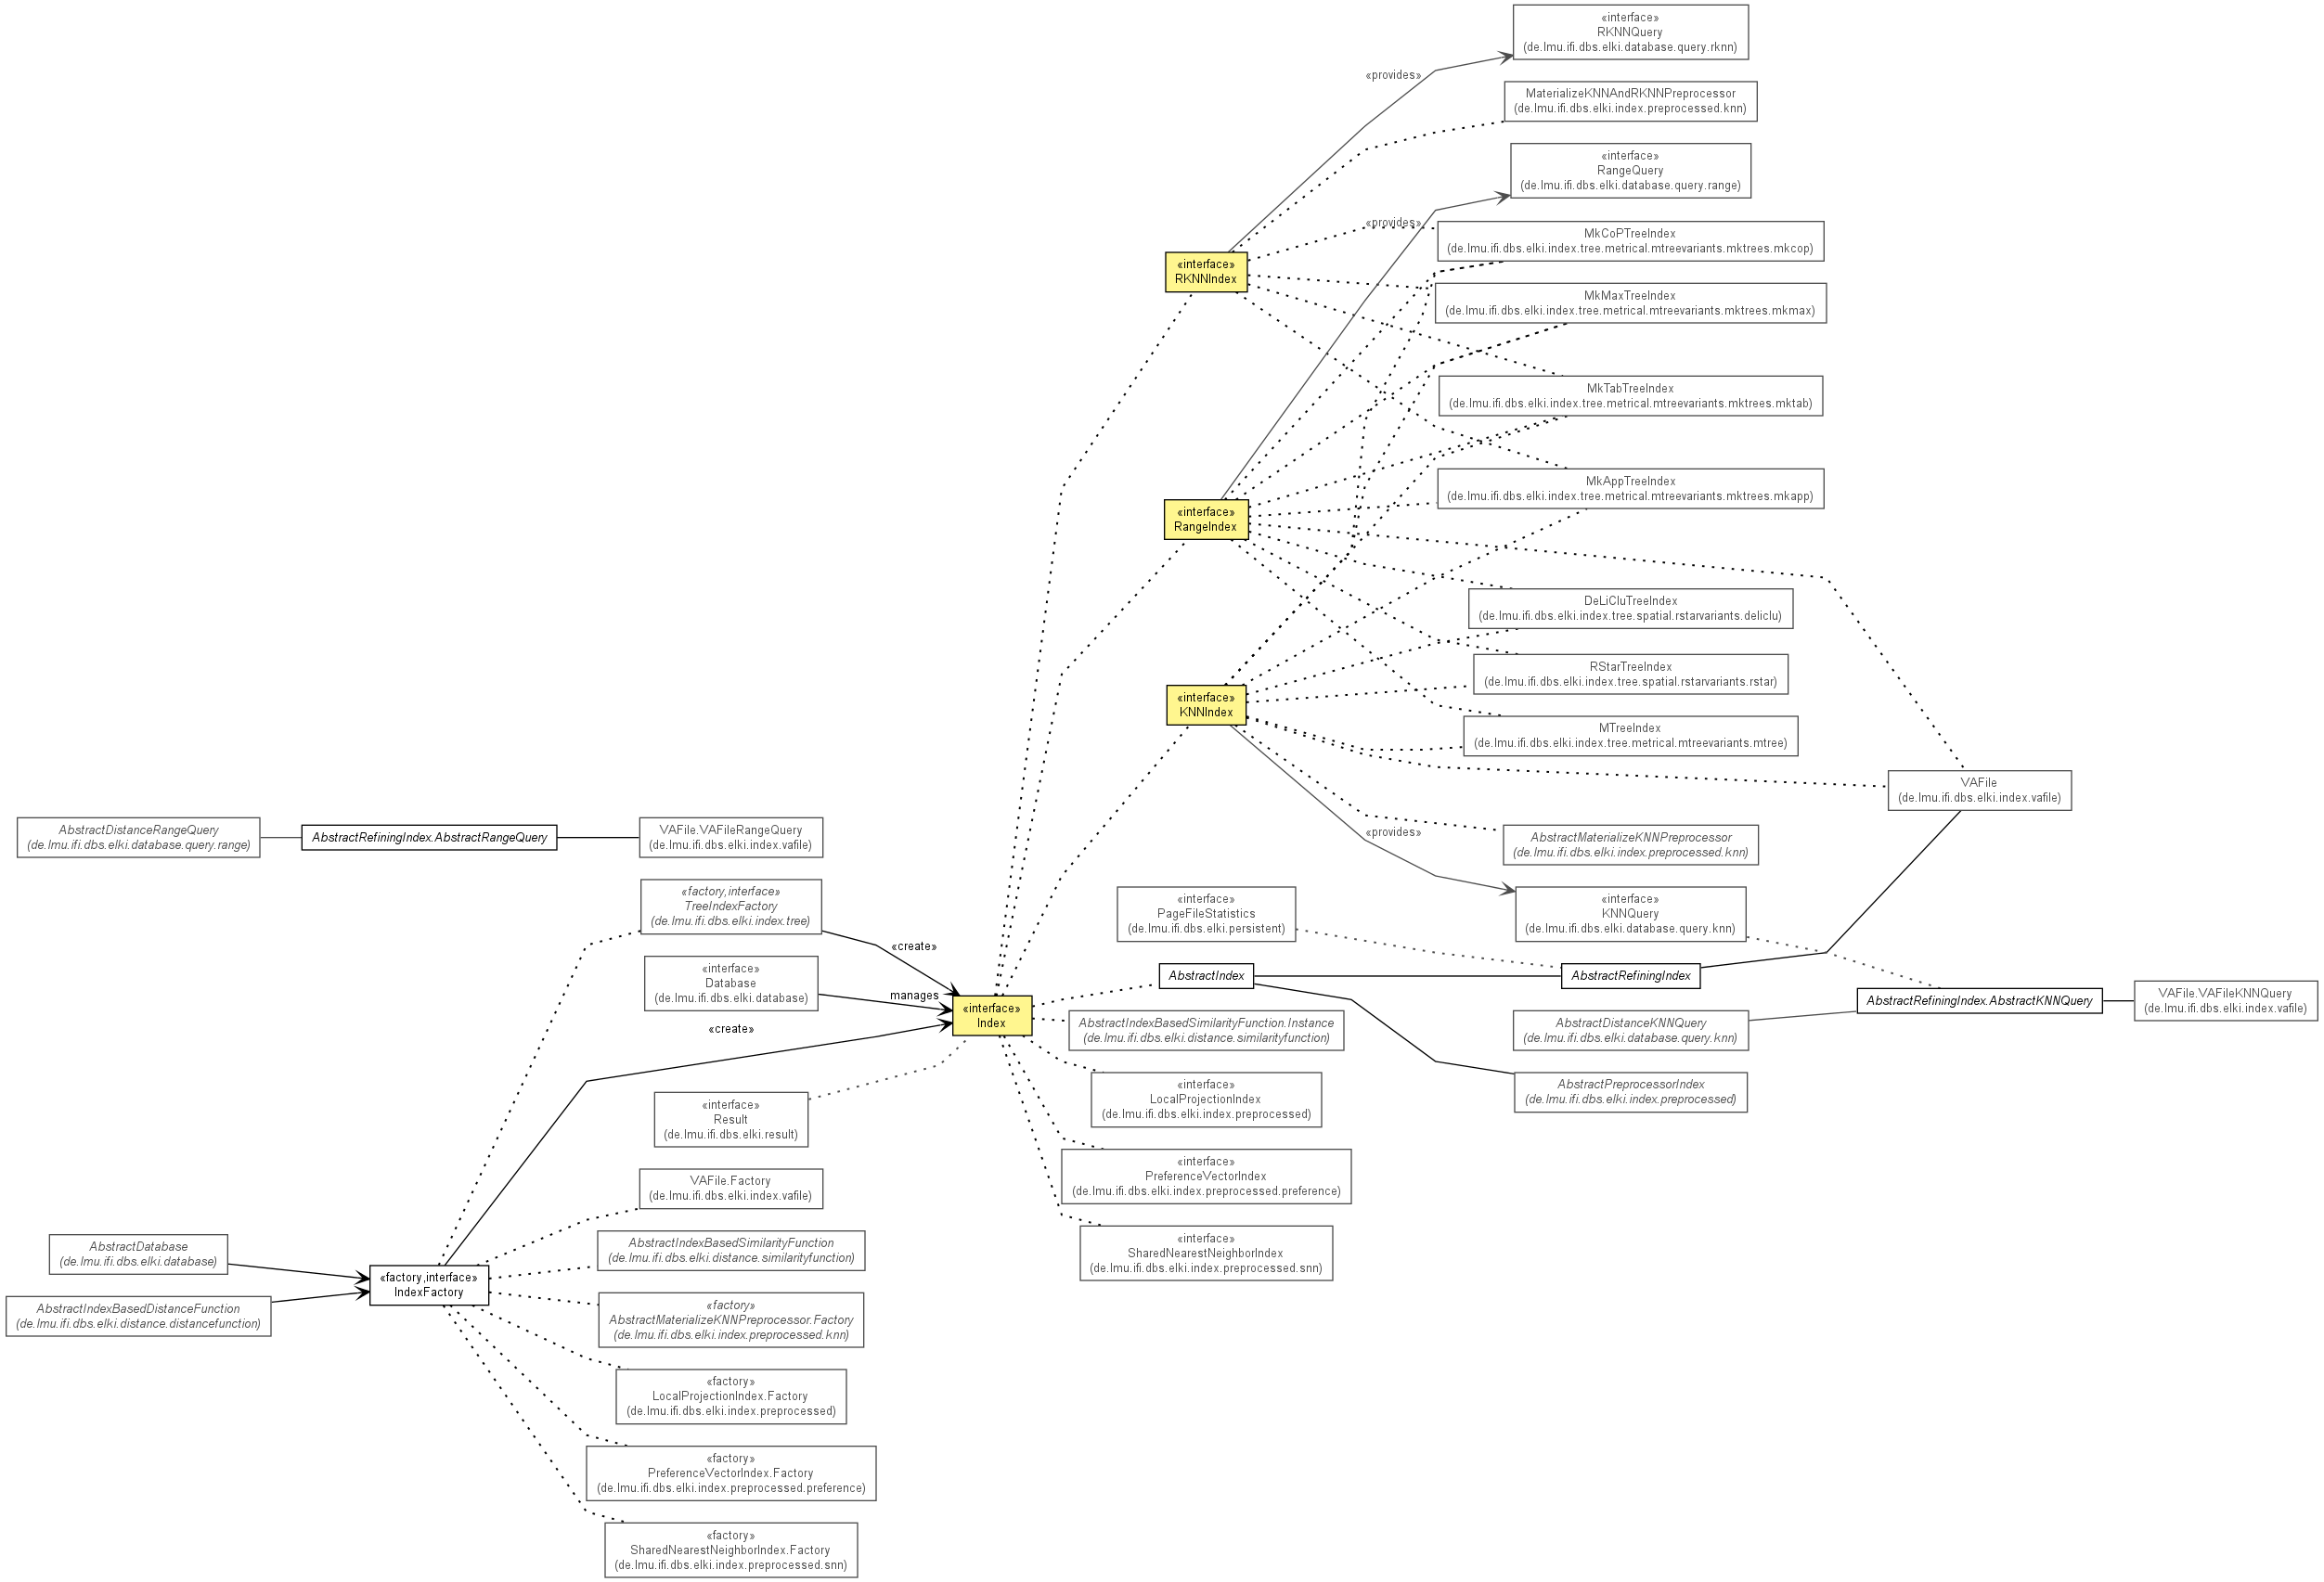 «interface»
RKNNQuery
(de.lmu.ifi.dbs.elki.database.query.rknn)
«provides»
MaterializeKNNAndRKNNPreprocessor
(de.lmu.ifi.dbs.elki.index.preprocessed.knn)
«interface»
RangeQuery
(de.lmu.ifi.dbs.elki.database.query.range)
«provides»
MkCoPTreeIndex
(de.lmu.ifi.dbs.elki.index.tree.metrical.mtreevariants.mktrees.mkcop)
«interface»
RKNNIndex
MkMaxTreeIndex
(de.lmu.ifi.dbs.elki.index.tree.metrical.mtreevariants.mktrees.mkmax)
MkTabTreeIndex
(de.lmu.ifi.dbs.elki.index.tree.metrical.mtreevariants.mktrees.mktab)
MkAppTreeIndex
(de.lmu.ifi.dbs.elki.index.tree.metrical.mtreevariants.mktrees.mkapp)
«interface»
RangeIndex
DeLiCluTreeIndex
(de.lmu.ifi.dbs.elki.index.tree.spatial.rstarvariants.deliclu)
RStarTreeIndex
(de.lmu.ifi.dbs.elki.index.tree.spatial.rstarvariants.rstar)
«interface»
KNNIndex
MTreeIndex
(de.lmu.ifi.dbs.elki.index.tree.metrical.mtreevariants.mtree)
VAFile
(de.lmu.ifi.dbs.elki.index.vafile)
AbstractDistanceRangeQuery
(de.lmu.ifi.dbs.elki.database.query.range)
AbstractRefiningIndex.AbstractRangeQuery
VAFile.VAFileRangeQuery
(de.lmu.ifi.dbs.elki.index.vafile)
«provides»
AbstractMaterializeKNNPreprocessor
(de.lmu.ifi.dbs.elki.index.preprocessed.knn)
«factory,interface»
TreeIndexFactory
(de.lmu.ifi.dbs.elki.index.tree)
«create»
«interface»
PageFileStatistics
(de.lmu.ifi.dbs.elki.persistent)
«interface»
KNNQuery
(de.lmu.ifi.dbs.elki.database.query.knn)
«interface»
Database
(de.lmu.ifi.dbs.elki.database)
manages
«create»
«interface»
Index
AbstractIndex
AbstractRefiningIndex
AbstractRefiningIndex.AbstractKNNQuery
VAFile.VAFileKNNQuery
(de.lmu.ifi.dbs.elki.index.vafile)
AbstractIndexBasedSimilarityFunction.Instance
(de.lmu.ifi.dbs.elki.distance.similarityfunction)
AbstractDistanceKNNQuery
(de.lmu.ifi.dbs.elki.database.query.knn)
«interface»
Result
(de.lmu.ifi.dbs.elki.result)
«interface»
LocalProjectionIndex
(de.lmu.ifi.dbs.elki.index.preprocessed)
AbstractPreprocessorIndex
(de.lmu.ifi.dbs.elki.index.preprocessed)
VAFile.Factory
(de.lmu.ifi.dbs.elki.index.vafile)
«interface»
PreferenceVectorIndex
(de.lmu.ifi.dbs.elki.index.preprocessed.preference)
AbstractDatabase
(de.lmu.ifi.dbs.elki.database)
AbstractIndexBasedSimilarityFunction
(de.lmu.ifi.dbs.elki.distance.similarityfunction)
«interface»
SharedNearestNeighborIndex
(de.lmu.ifi.dbs.elki.index.preprocessed.snn)
«factory,interface»
IndexFactory
AbstractIndexBasedDistanceFunction
(de.lmu.ifi.dbs.elki.distance.distancefunction)
«factory»
AbstractMaterializeKNNPreprocessor.Factory
(de.lmu.ifi.dbs.elki.index.preprocessed.knn)
«factory»
LocalProjectionIndex.Factory
(de.lmu.ifi.dbs.elki.index.preprocessed)
«factory»
PreferenceVectorIndex.Factory
(de.lmu.ifi.dbs.elki.index.preprocessed.preference)
«factory»
SharedNearestNeighborIndex.Factory
(de.lmu.ifi.dbs.elki.index.preprocessed.snn)